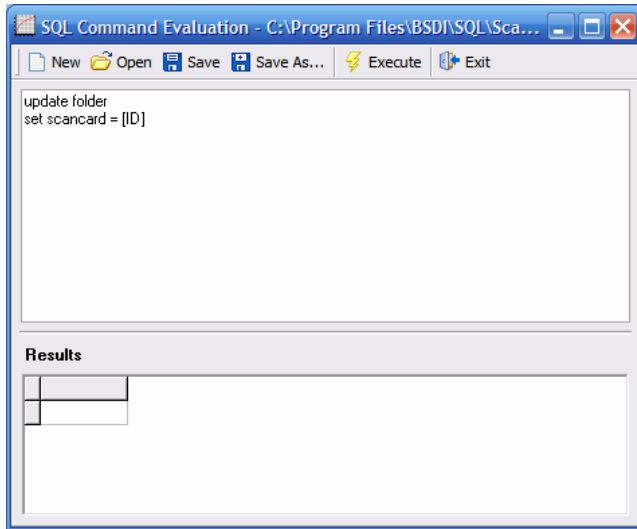 SQL Command Evaluation - C:\Program Files\BSDI\SQL\Sca...
New Open Save Save As... Execute Exit
update folder
set scancard = [ID]
Results